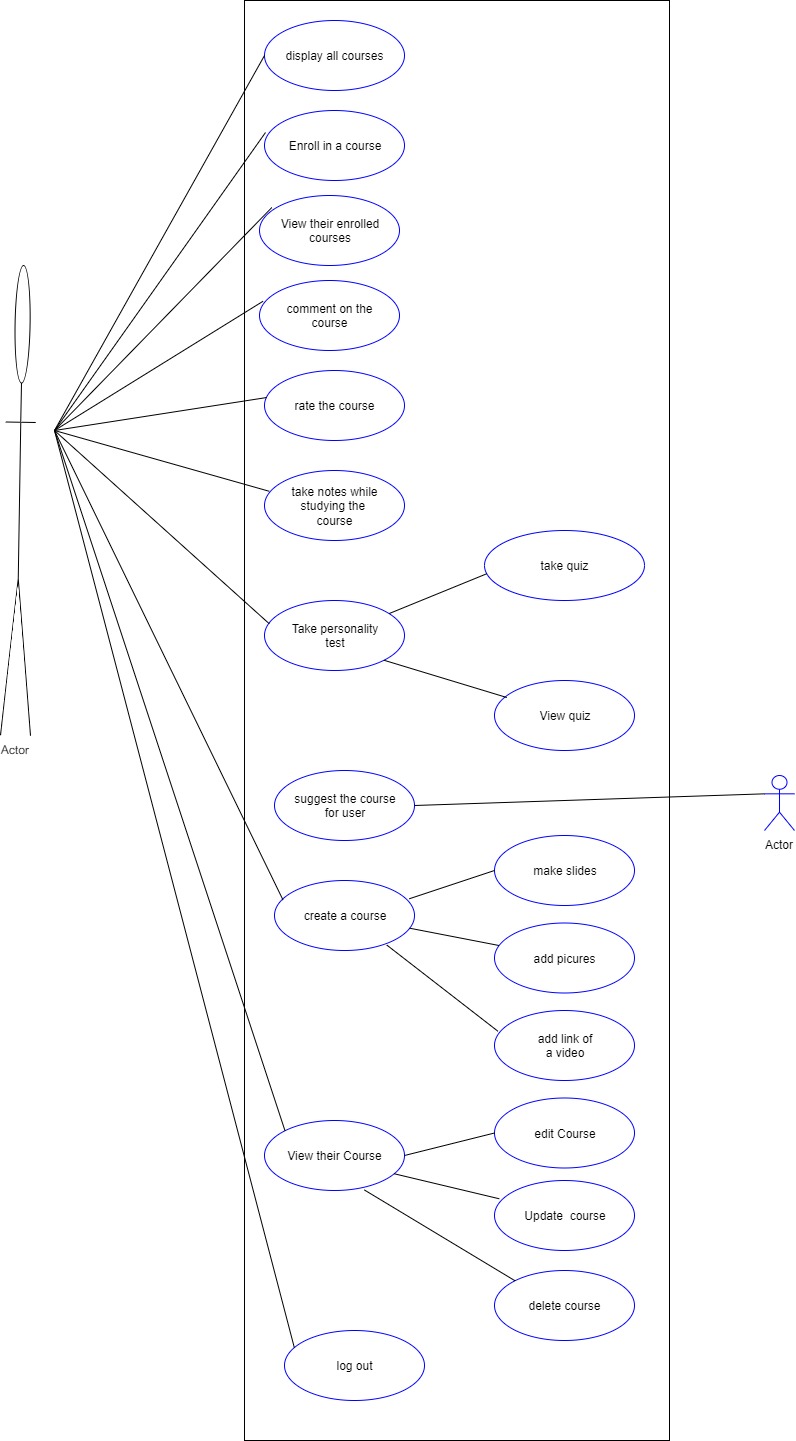 display all courses
Enroll in a course
View their enrolled
courses
comment on the
course
rate the course
take notes while
studying the
course
take quiz
Take personality
test
View quiz
Actor
suggest the course
for user
Actor
make slides
create a course
add picures
add link of
a video
edit Course
View their Course
Update  course
delete course
log out